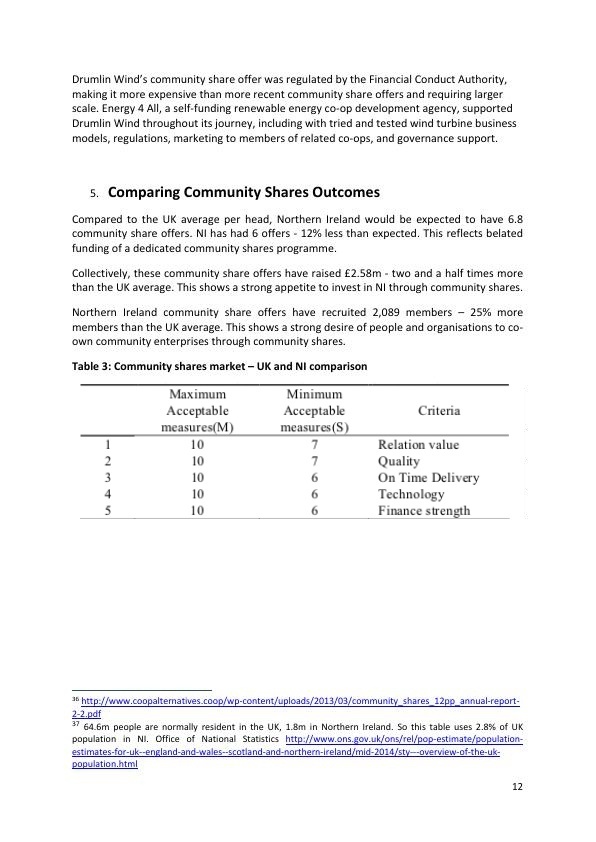 Drumlin Wind's community share offer was regulated by the Financial Conduct Authority,
making it more expensive than more recent community share offers and requiring larger
scale. Energy 4 All, a self-funding renewable energy co-op development agency, supported
Drumlin Wind throughout its journey, including with tried and tested wind turbine business
models, regulations, marketing to members of related co-ops, and governance support.
5. Comparing Community Shares Outcomes
Compared to the UK average per head, Northern Ireland would be expected to have 6.8
community share offers. NI has had 6 offers - 12% less than expected. This reflects belated
funding of a dedicated community shares programme.
Collectively, these community share offers have raised £2.58m - two and a half times more
than the UK average. This shows a strong appetite to invest in NI through community shares.
Northern Ireland community share offers have recruited 2,089 members – 25% more
members than the UK average. This shows a strong desire of people and organisations to co-
own community enterprises through community shares.
Table 3: Community shares market – UK and NI comparison
Maximum Minimum
Acceptable Acceptable Criteria
measures(M) measures(S)
1 10 7 Relation value
2 10 7 Quality
3 10 6 On Time Delivery
4 10 6 Technology
5 10 6 Finance strength
36 http://www.coopalternatives.coop/wp-content/uploads/2013/03/community_shares_12pp_annual-report-
2-2.pdf
37 64.6m people are normally resident in the UK, 1.8m in Northern Ireland. So this table uses 2.8% of UK
population in NI. Office of National Statistics http://www.ons.gov.uk/ons/rel/pop-estimate/population-
estimates-for-uk--england-and-wales--scotland-and-northern-ireland/mid-2014/sty---overview-of-the-uk-
population.html
12